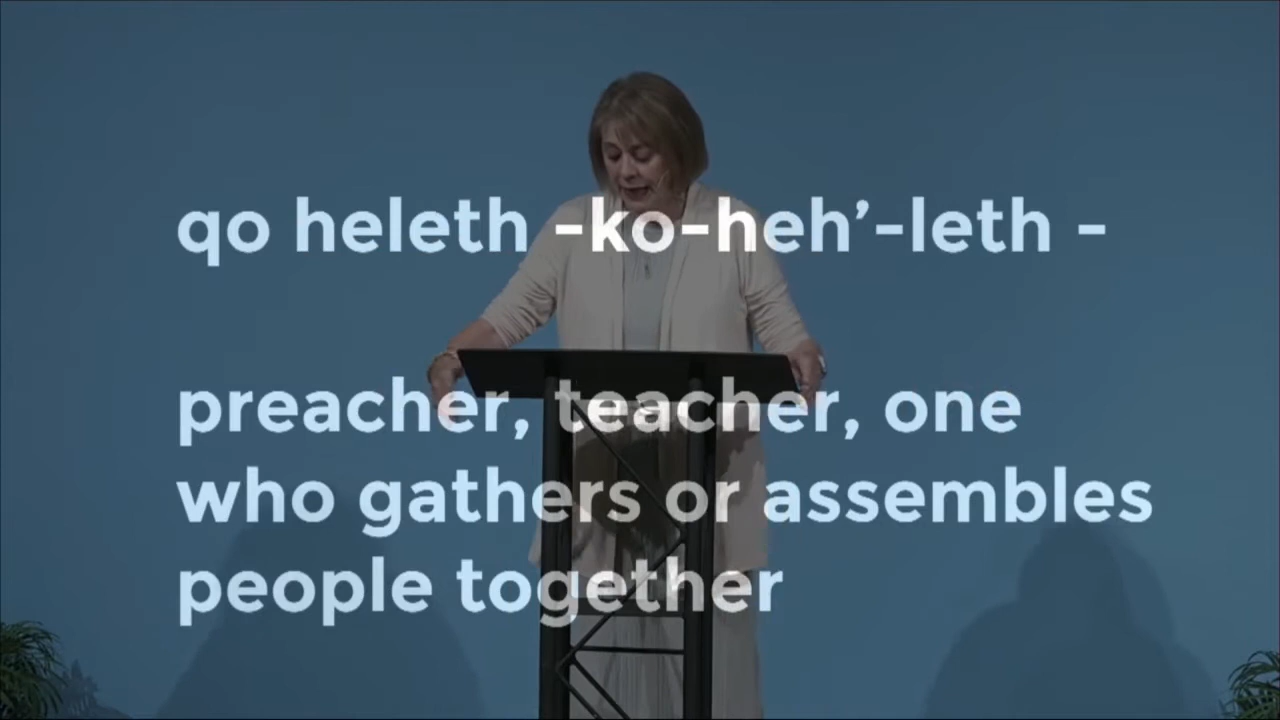 qo heleth -ko-heh’-leth -
preacher, teacher, one
who gathers or assembles
people together